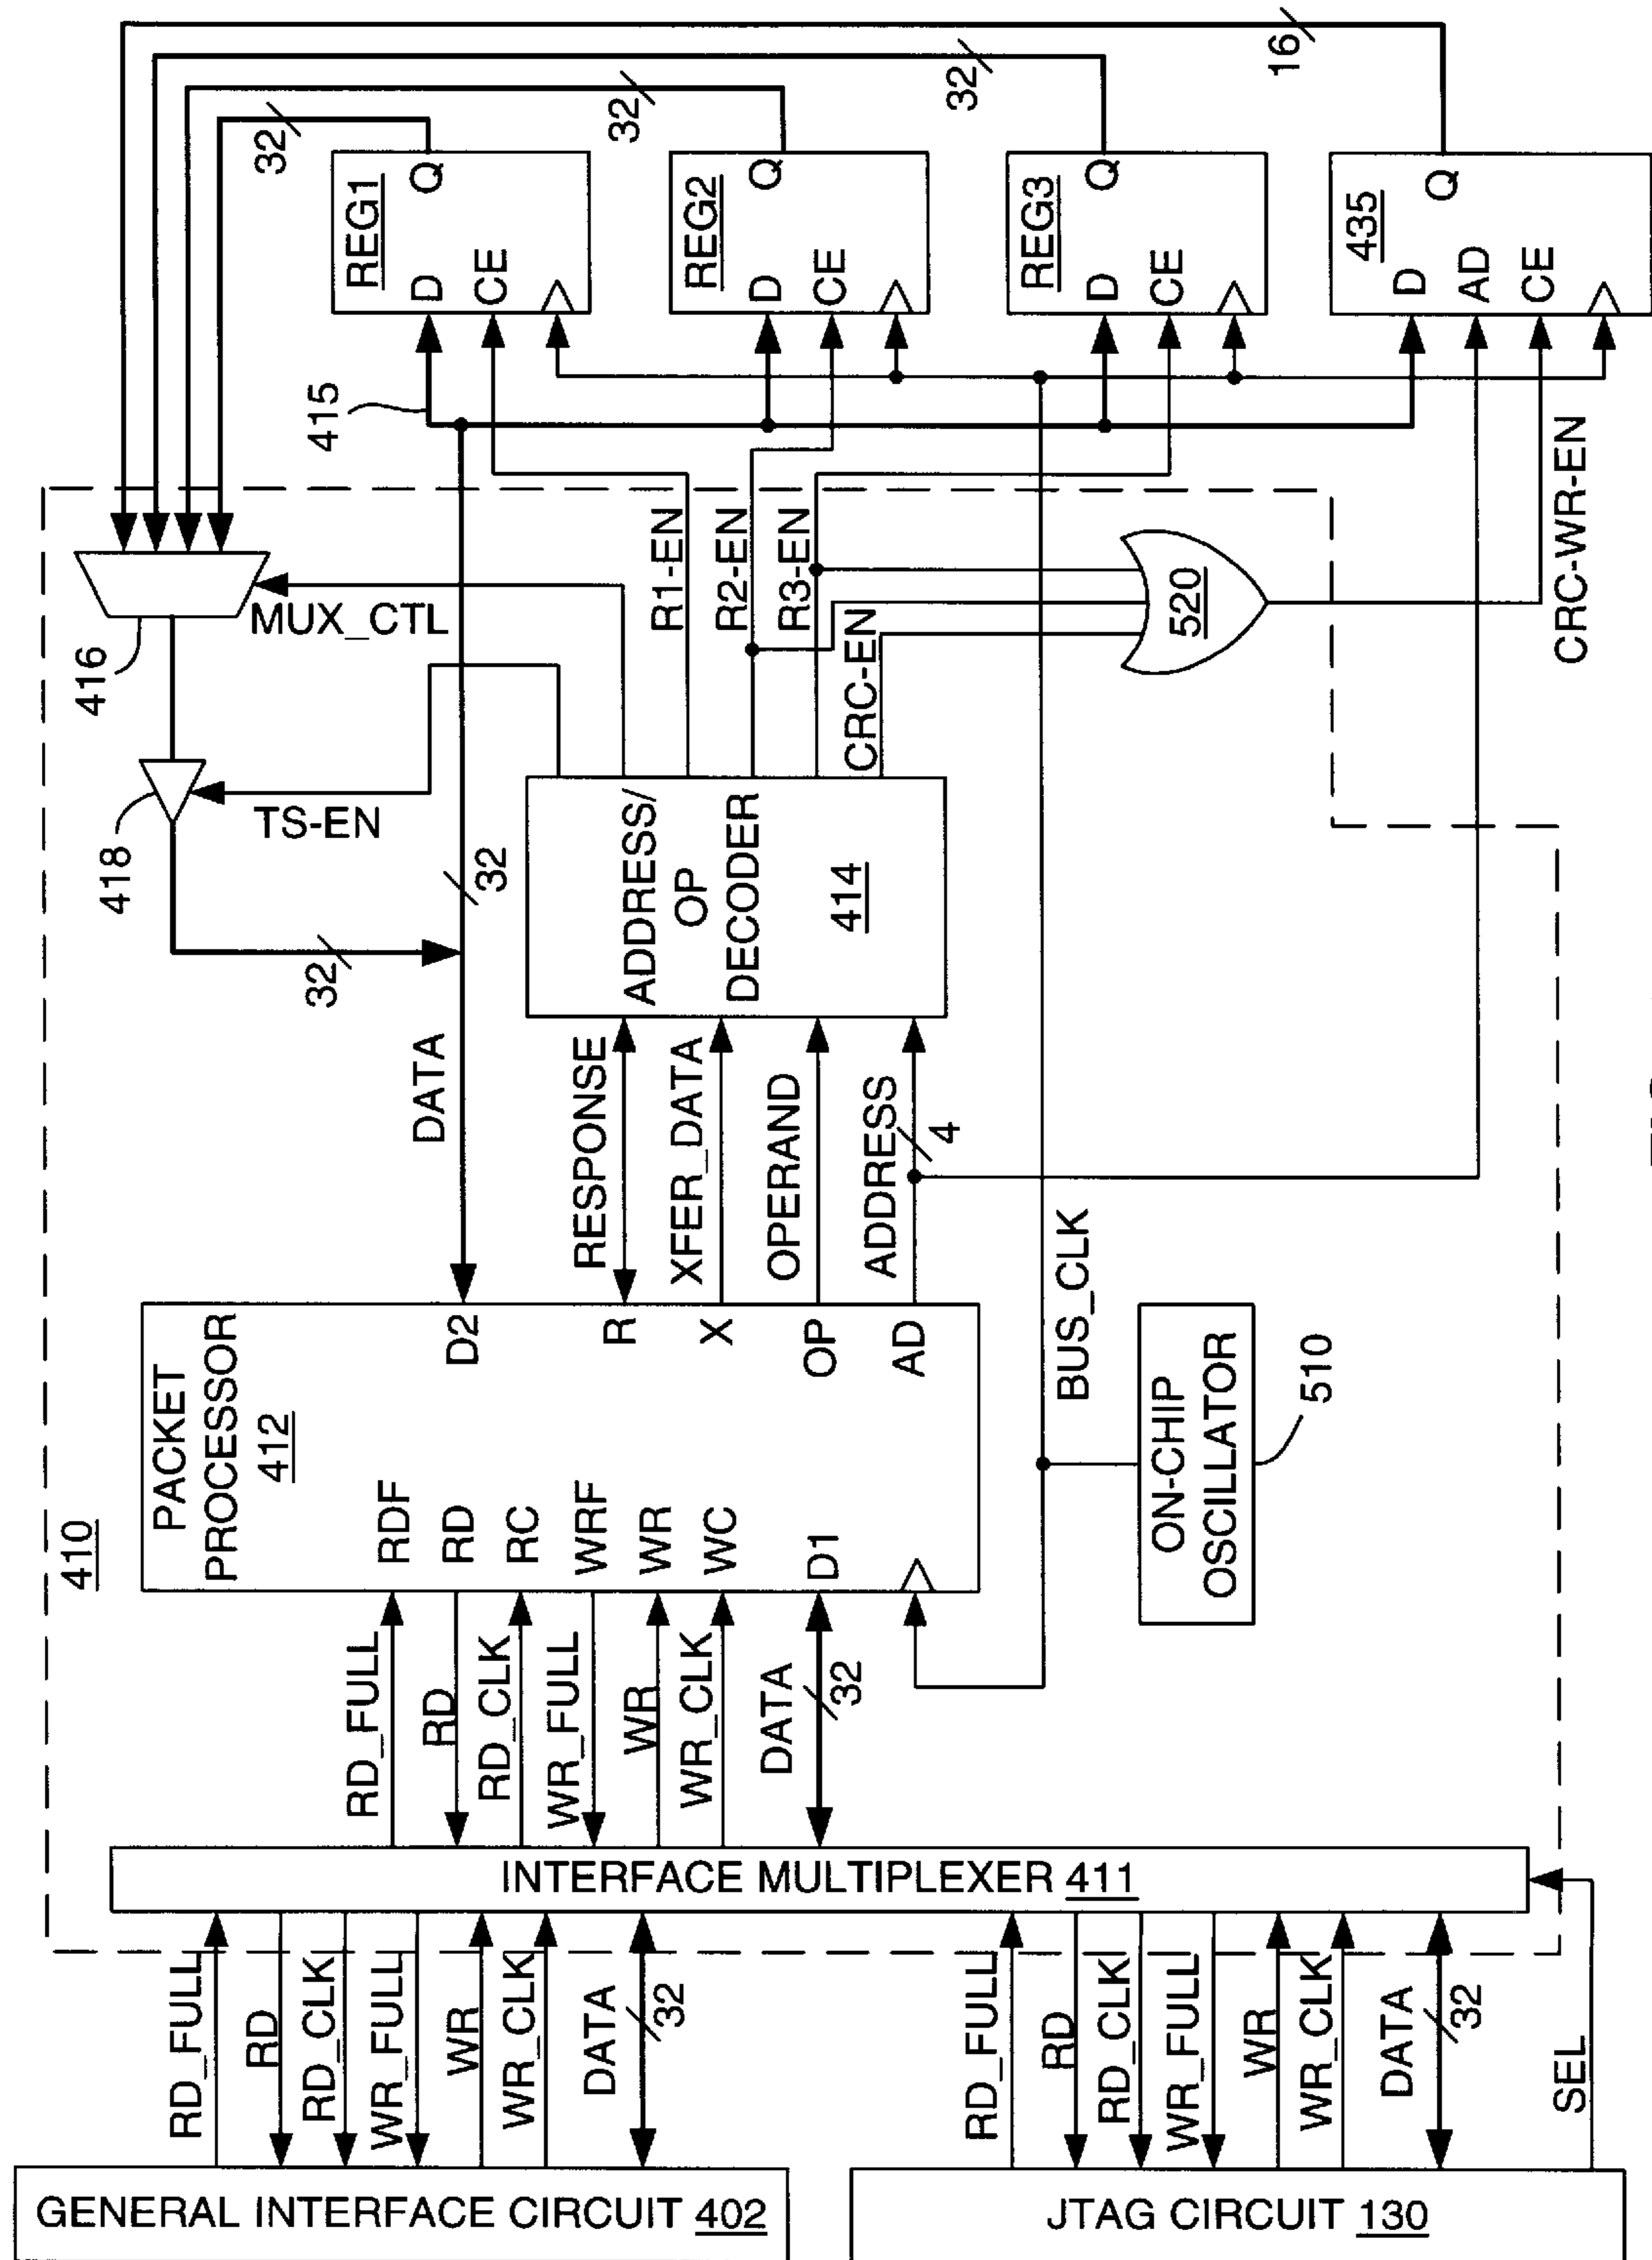 GENERAL INTERFACE CIRCUIT 402
JTAG CIRCUIT 130
RD_FULL
RD
RD_CLK
WR_FULL
WR
WR_CLK
DATA
32
RD_FULL
RD
RD_CLK
WR_FULL
WR
WR_CLK
DATA
32
SEL
INTERFACE MULTIPLEXER 411
410
RD_FULL
RD
RD_CLK
WR_FULL
WR
WR_CLK
DATA
32
PACKET
PROCESSOR
412
RDF
RD
RC
WRF
WR
WC
D1
D2
R
X
OP
AD
ON-CHIP
OSCILLATOR
510
BUS_CLK
DATA
RESPONSE
XFER_DATA
OPERAND
ADDRESS
4
32
32
ADDRESS/
OP
DECODER
414
418
TS-EN
416
MUX_CTL
R1-EN
R2-EN
R3-EN
CRC-EN
520
CRC-WR-EN
415
REG1
D
CE
Q
REG2
D
CE
Q
REG3
D
CE
Q
435
D
AD
CE
Q
32
32
32
16